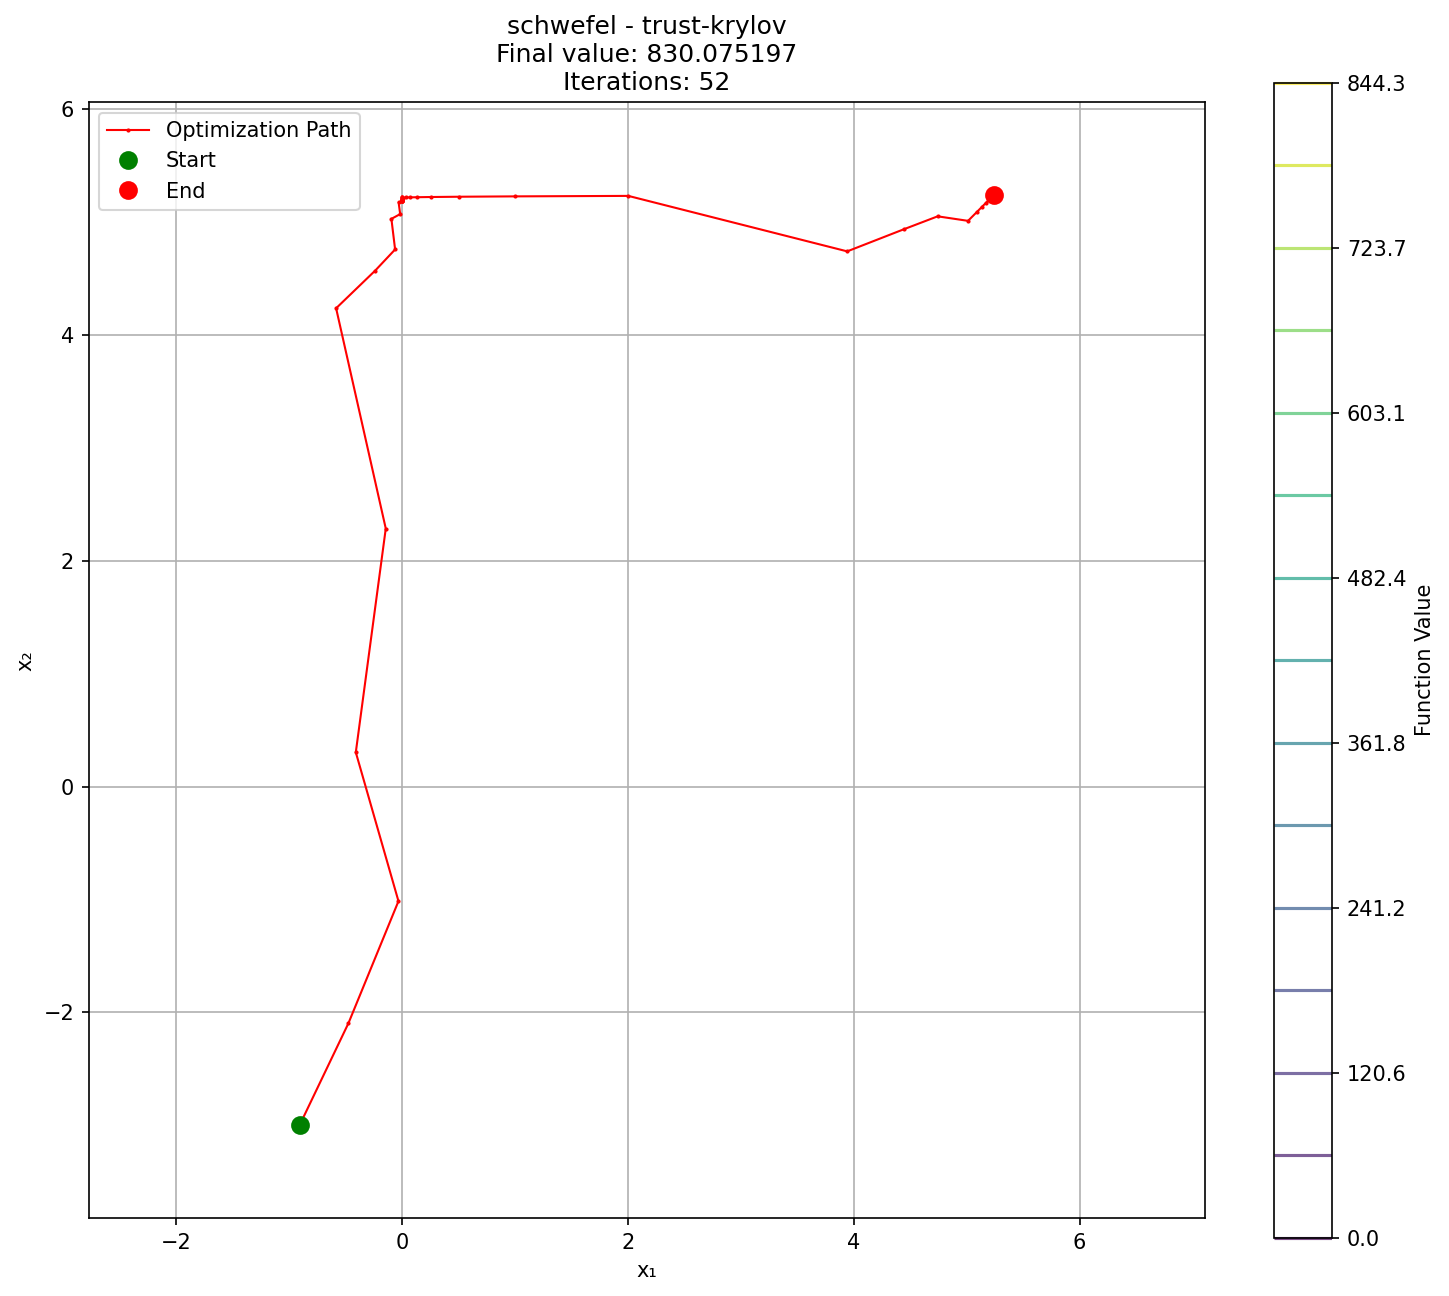 schwefel - trust-krylov
Final value: 830.075197
Iterations: 52
Optimization Path
Start
End
6
4
2
0
−2
x₂
−2
0
2
4
6
x₁
844.3
723.7
603.1
482.4
361.8
241.2
120.6
0.0
Function Value